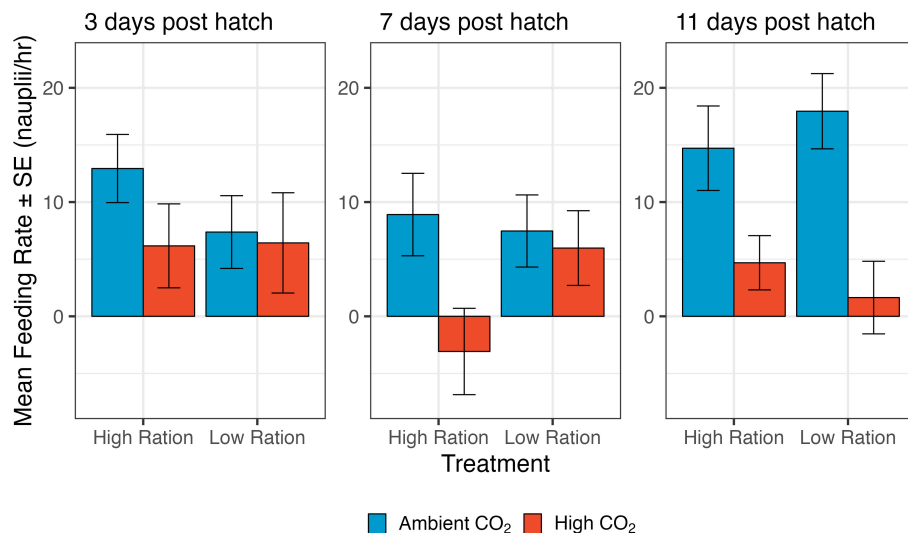 3 days post hatch
7 days post hatch
11 days post hatch
Mean Feeding Rate ± SE (nauplii/hr)
20
10
0
20
10
0
20
10
0
High Ration
Low Ration
High Ration
Low Ration
High Ration
Low Ration
Treatment
Ambient CO₂
High CO₂